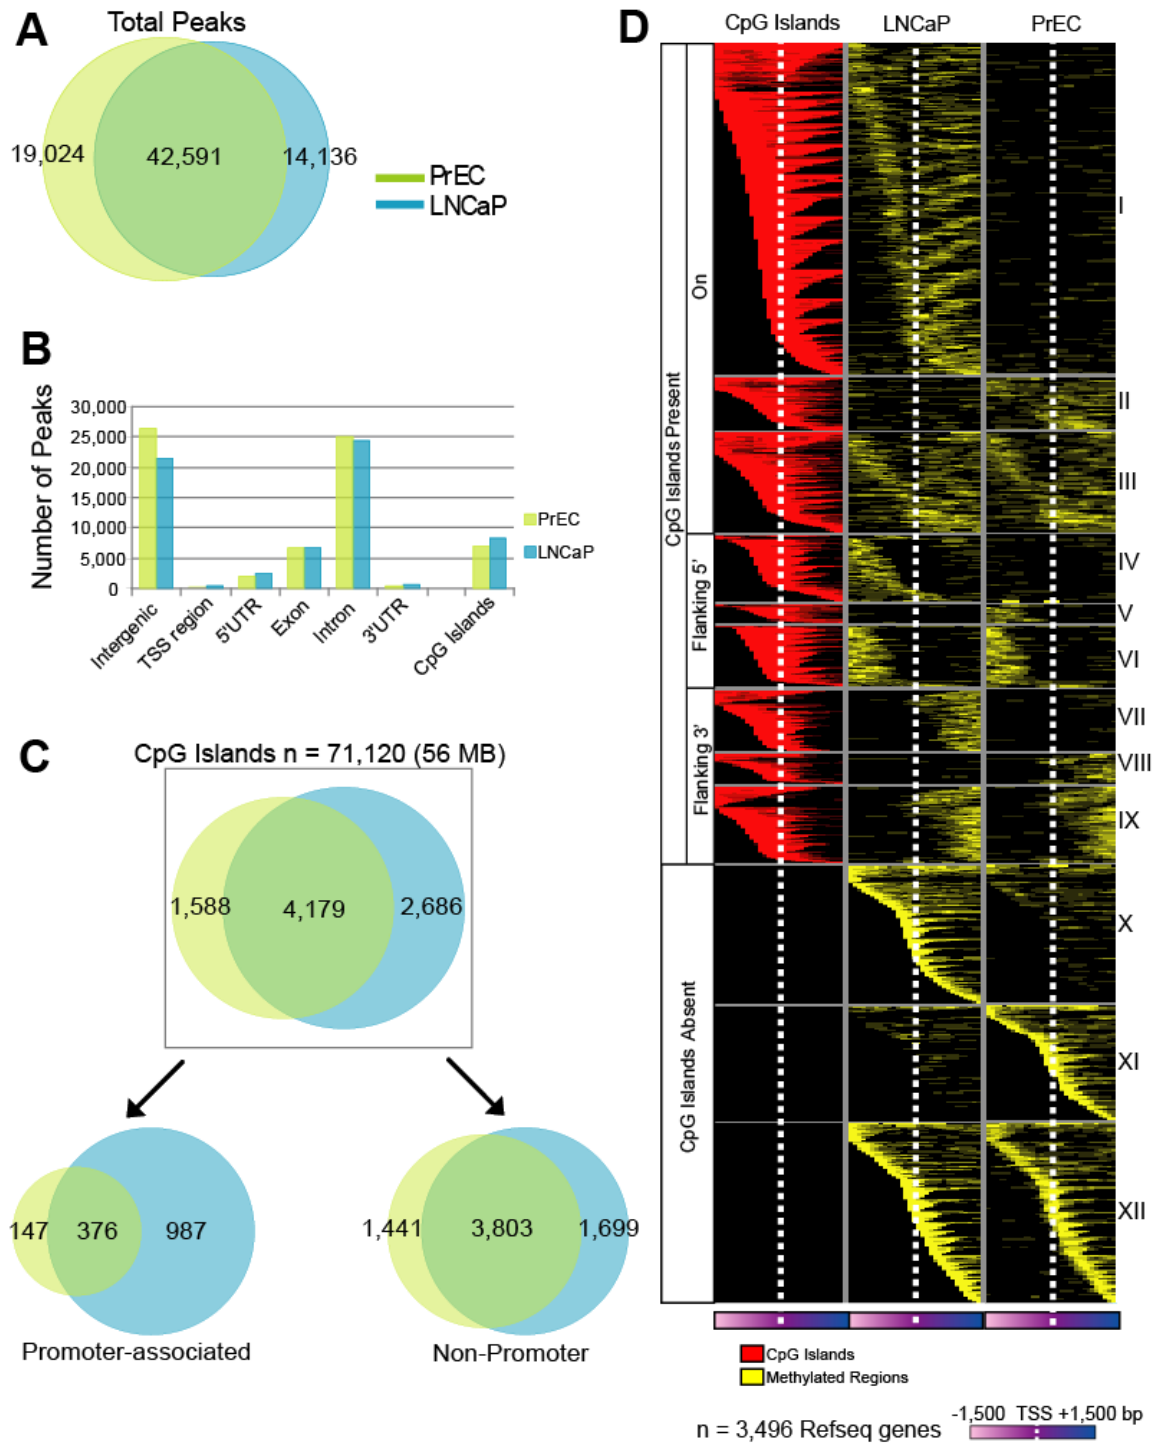 A
Total Peaks
19,024
42,591
14,136
PrEC
LNCaP
B
Number of Peaks
30,000
25,000
20,000
15,000
10,000
5,000
0
Intergenic
TSS region
5'UTR
Exon
Intron
3'UTR
CpG Islands
PrEC
LNCaP
C
CpG Islands n = 71,120 (56 MB)
1,588
4,179
2,686
147
376
987
Promoter-associated
1,441
3,803
1,699
Non-Promoter
D
CpG Islands
LNCaP
PrEC
CpG Islands Present
On
Flanking 5'
Flanking 3'
CpG Islands Absent
I
II
III
IV
V
VI
VII
VIII
IX
X
XI
XII
CpG Islands
Methylated Regions
n = 3,496 Refseq genes
-1,500 TSS +1,500 bp